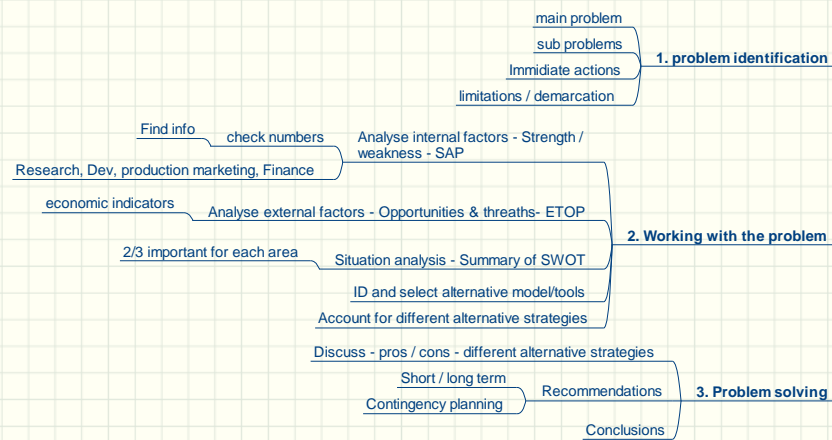 main problem
sub problems
1. problem identification
Immidiate actions
limitations / demarcation
Find info
check numbers
Analyse internal factors - Strength /
weakness - SAP
Research, Dev, production marketing, Finance
economic indicators
Analyse external factors - Opportunities & threaths- ETOP
2. Working with the problem
2/3 important for each area
Situation analysis - Summary of SWOT
ID and select alternative model/tools
Account for different alternative strategies
Discuss - pros / cons - different alternative strategies
Short / long term
Recommendations
3. Problem solving
Contingency planning
Conclusions